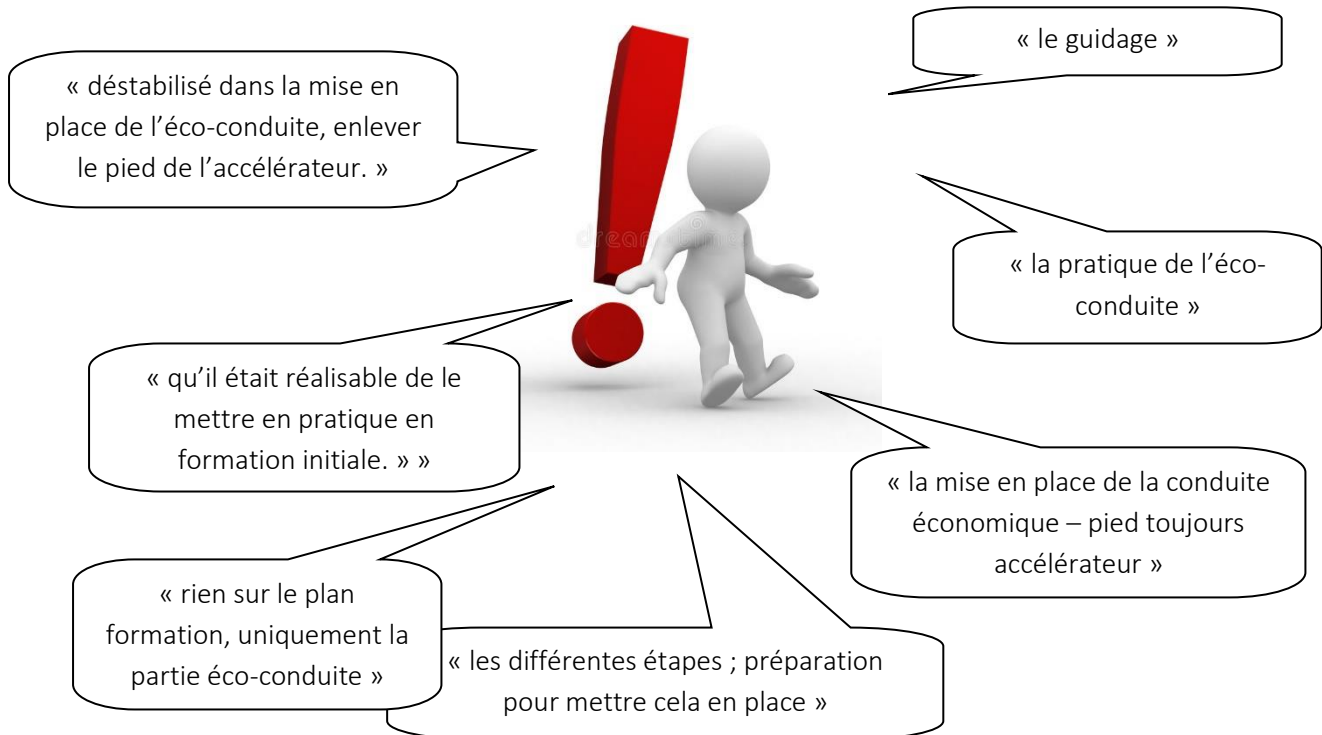 « le guidage »
« déstabilisé dans la mise en
place de l’éco-conduite, enlever
le pied de l’accélérateur. »
« la pratique de l’éco-
conduite »
« qu’il était réalisable de le
mettre en pratique en
formation initiale. » »
« la mise en place de la conduite
économique – pied toujours
accélérateur »
« rien sur le plan
formation, uniquement la
partie éco-conduite »
« les différentes étapes ; préparation
pour mettre cela en place »